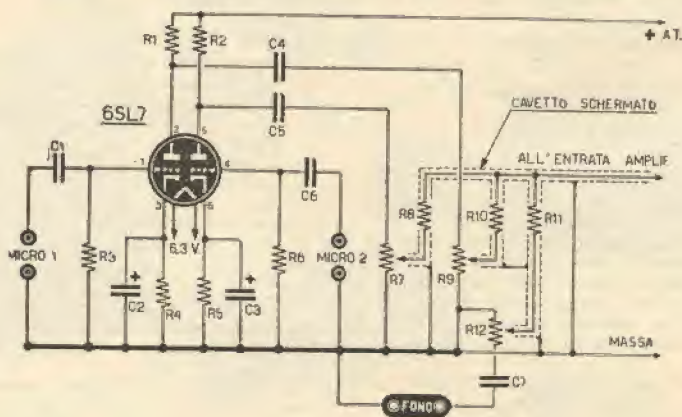 R1
R2
+ A.T.
C4
C5
6SL7
2
5
CAVETTO SCHERMATO
ALL'ENTRATA AMPLIF.
C1
1
4
C6
R8
R10
R11
3
6
6.3 V.
MICRO 1
R3
R6
MICRO 2
R7
R9
+
+
C2
R4
R5
C3
R12
MASSA
C7
FONO